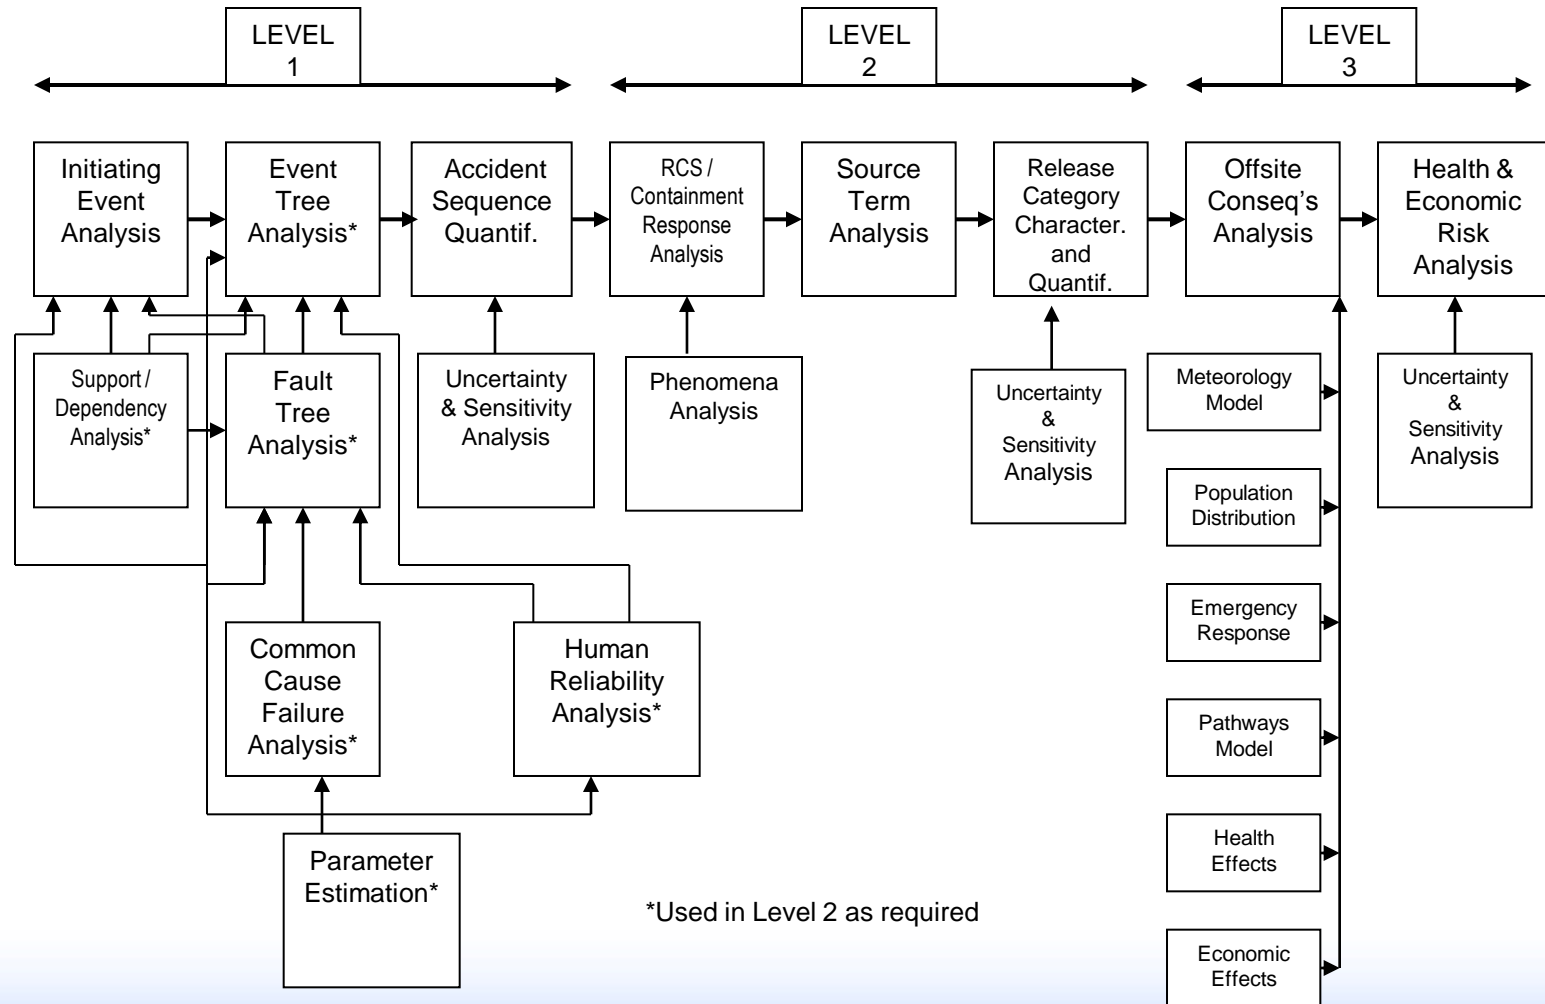 LEVEL
1
LEVEL
2
LEVEL
3
Initiating
Event
Analysis
Event
Tree
Analysis*
Accident
Sequence
Quantif.
RCS /
Containment
Response
Analysis
Source
Term
Analysis
Release
Category
Character.
and
Quantif.
Offsite
Conseq's
Analysis
Health &
Economic
Risk
Analysis
Support /
Dependency
Analysis*
Fault
Tree
Analysis*
Uncertainty
& Sensitivity
Analysis
Phenomena
Analysis
Uncertainty
&
Sensitivity
Analysis
Meteorology
Model
Uncertainty
&
Sensitivity
Analysis
Population
Distribution
Emergency
Response
Common
Cause
Failure
Analysis*
Human
Reliability
Analysis*
Pathways
Model
Parameter
Estimation*
Health
Effects
*Used in Level 2 as required
Economic
Effects